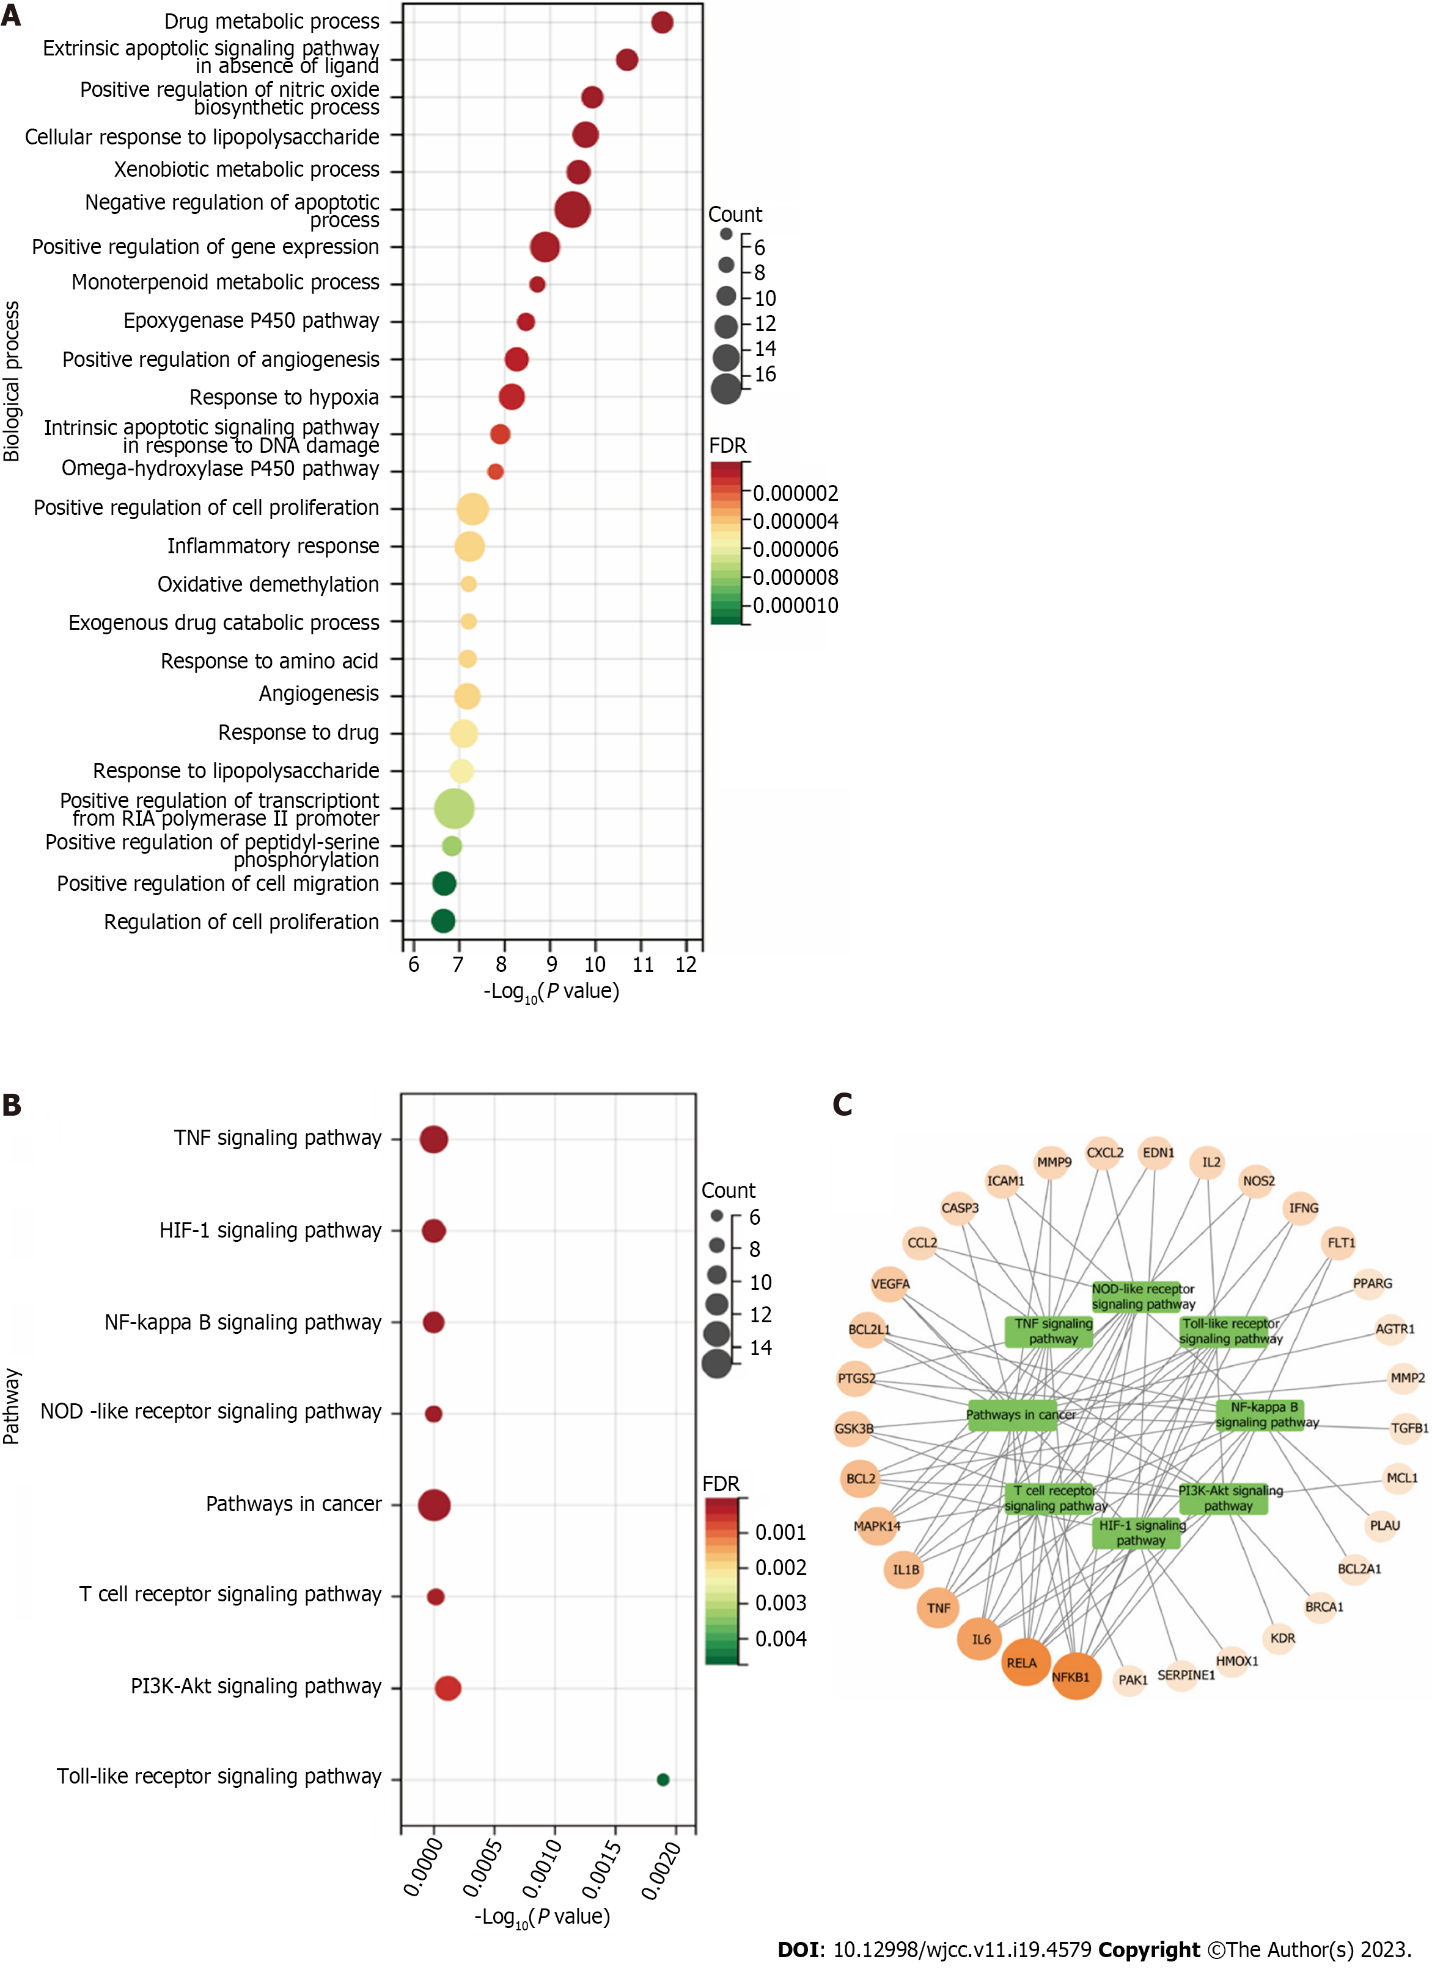 A
Drug metabolic process
Extrinsic apoptolic signaling pathway
in absence of ligand
Positive regulation of nitric oxide
biosynthetic process
Cellular response to lipopolysaccharide
Xenobiotic metabolic process
Negative regulation of apoptotic
process
Positive regulation of gene expression
Monoterpenoid metabolic process
Epoxygenase P450 pathway
Positive regulation of angiogenesis
Response to hypoxia
Intrinsic apoptotic signaling pathway
in response to DNA damage
Omega-hydroxylase P450 pathway
Positive regulation of cell proliferation
Inflammatory response
Oxidative demethylation
Exogenous drug catabolic process
Response to amino acid
Angiogenesis
Response to drug
Response to lipopolysaccharide
Positive regulation of transcriptiont
from RIA polymerase II promoter
Positive regulation of peptidyl-serine
phosphorylation
Positive regulation of cell migration
Regulation of cell proliferation
Biological process
6 7 8 9 10 11 12
-Log10(P value)
Count
6
8
10
12
14
16
FDR
0.000002
0.000004
0.000006
0.000008
0.000010
B
TNF signaling pathway
HIF-1 signaling pathway
NF-kappa B signaling pathway
NOD -like receptor signaling pathway
Pathways in cancer
T cell receptor signaling pathway
PI3K-Akt signaling pathway
Toll-like receptor signaling pathway
Pathway
0.0000 0.0005 0.0010 0.0015 0.0020
-Log10(P value)
Count
6
8
10
12
14
FDR
0.001
0.002
0.003
0.004
C
MMP9
CXCL2
EDN1
IL2
NOS2
IFNG
FLT1
PPARG
AGTR1
MMP2
TGFB1
MCL1
PLAU
BCL2A1
BRCA1
KDR
HMOX1
SERPINE1
PAK1
NFKB1
RELA
IL6
TNF
IL1B
MAPK14
BCL2
GSK3B
PTGS2
BCL2L1
VEGFA
CCL2
CASP3
ICAM1
NOD-like receptor
signaling pathway
TNF signaling
pathway
Toll-like receptor
signaling pathway
Pathways in cancer
NF-kappa B
signaling pathway
T cell receptor
signaling pathway
PI3K-Akt signaling
pathway
HIF-1 signaling
pathway
DOI: 10.12998/wjcc.v11.i19.4579 Copyright ©The Author(s) 2023.